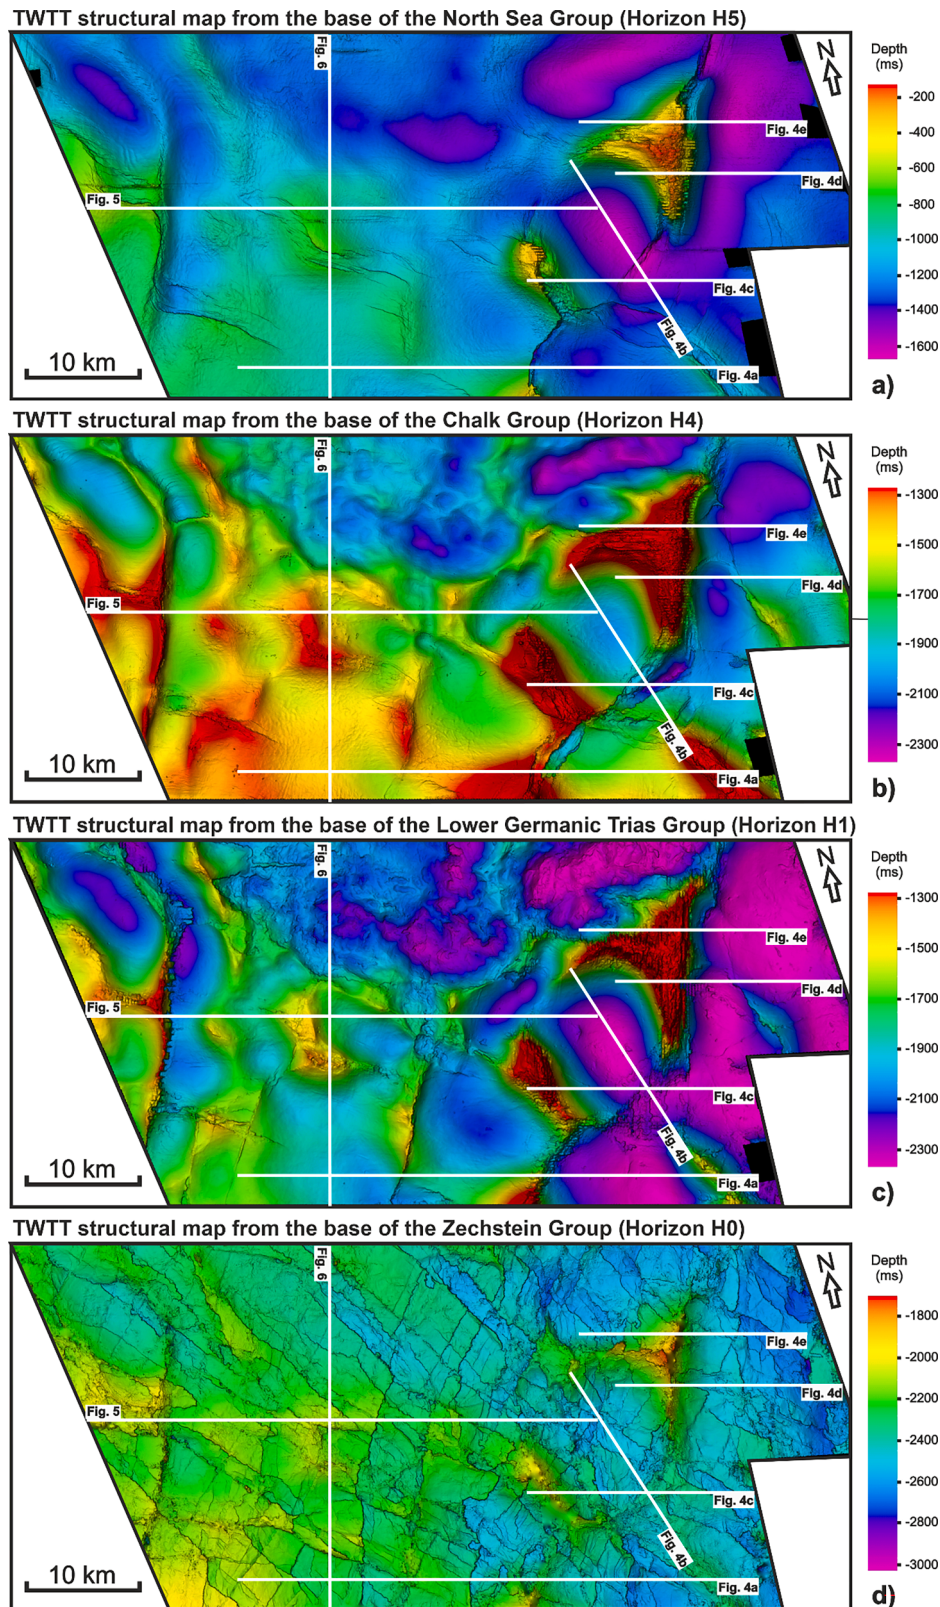 TWTT structural map from the base of the North Sea Group (Horizon H5)
Fig. 6
N
Depth
(ms)
-200
-400
-600
-800
-1000
-1200
-1400
-1600
Fig. 4e
Fig. 4d
Fig. 5
Fig. 4c
Fig. 4b
Fig. 4a
10 km
a)
TWTT structural map from the base of the Chalk Group (Horizon H4)
Fig. 6
N
Depth
(ms)
-1300
-1500
-1700
-1900
-2100
-2300
Fig. 4e
Fig. 4d
Fig. 5
Fig. 4c
Fig. 4b
Fig. 4a
10 km
b)
TWTT structural map from the base of the Lower Germanic Trias Group (Horizon H1)
Fig. 6
N
Depth
(ms)
-1300
-1500
-1700
-1900
-2100
-2300
Fig. 4e
Fig. 4d
Fig. 5
Fig. 4c
Fig. 4b
Fig. 4a
10 km
c)
TWTT structural map from the base of the Zechstein Group (Horizon H0)
Fig. 6
N
Depth
(ms)
-1800
-2000
-2200
-2400
-2600
-2800
-3000
Fig. 4e
Fig. 4d
Fig. 5
Fig. 4c
Fig. 4b
Fig. 4a
10 km
d)